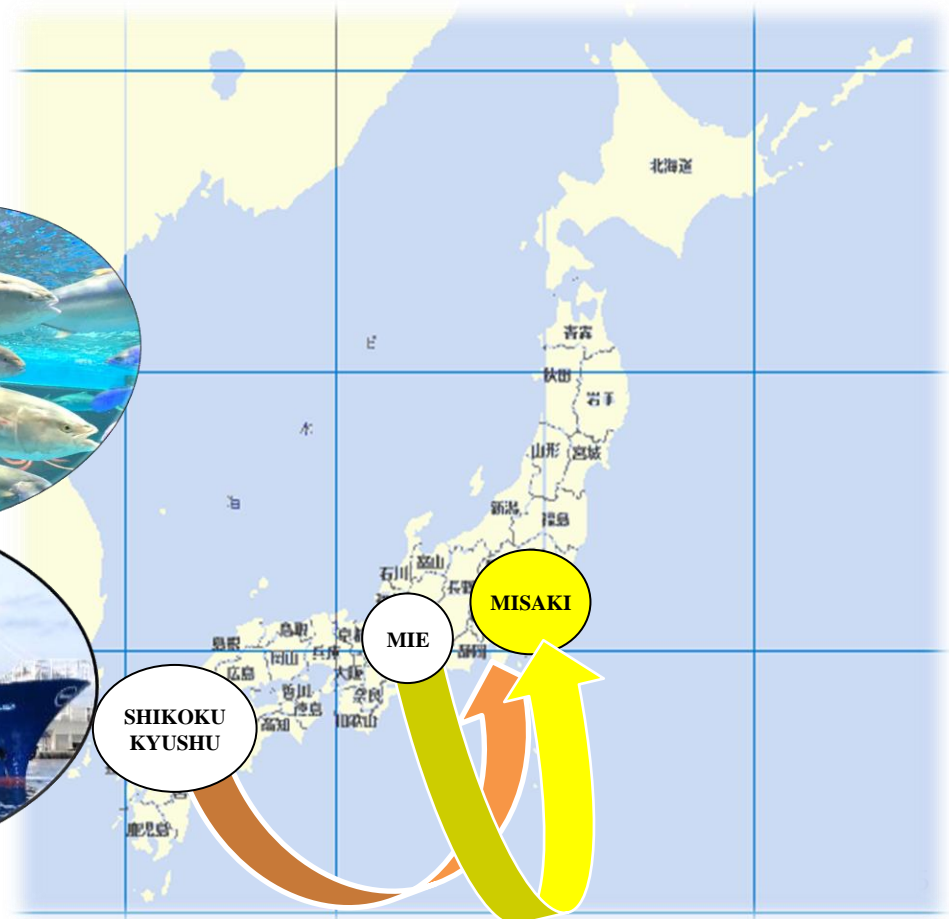 北海道
青森
秋田
岩手
山形
宮城
新潟
福島
石川
富山
長野
MISAKI
MIE
静岡
鳥取
島根
岡山
兵庫
京都
広島
大阪
奈良
香川
徳島
高知
和歌山
SHIKOKU
KYUSHU
鹿児島